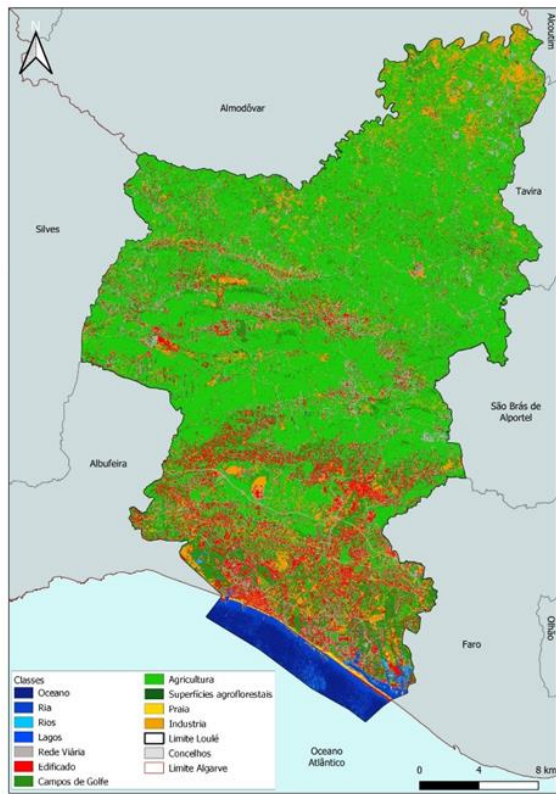 N
Alcoutim
Almodôvar
Tavira
Silves
São Brás de
Alportel
Albufeira
Faro
Olhão
Classes
Oceano
Ria
Rios
Lagos
Rede Viária
Edificado
Campos de Golfe
Agricultura
Superfícies agroflorestais
Praia
Industria
Limite Loulé
Concelhos
Limite Algarve
Oceano
Atlântico
0 4 8 km